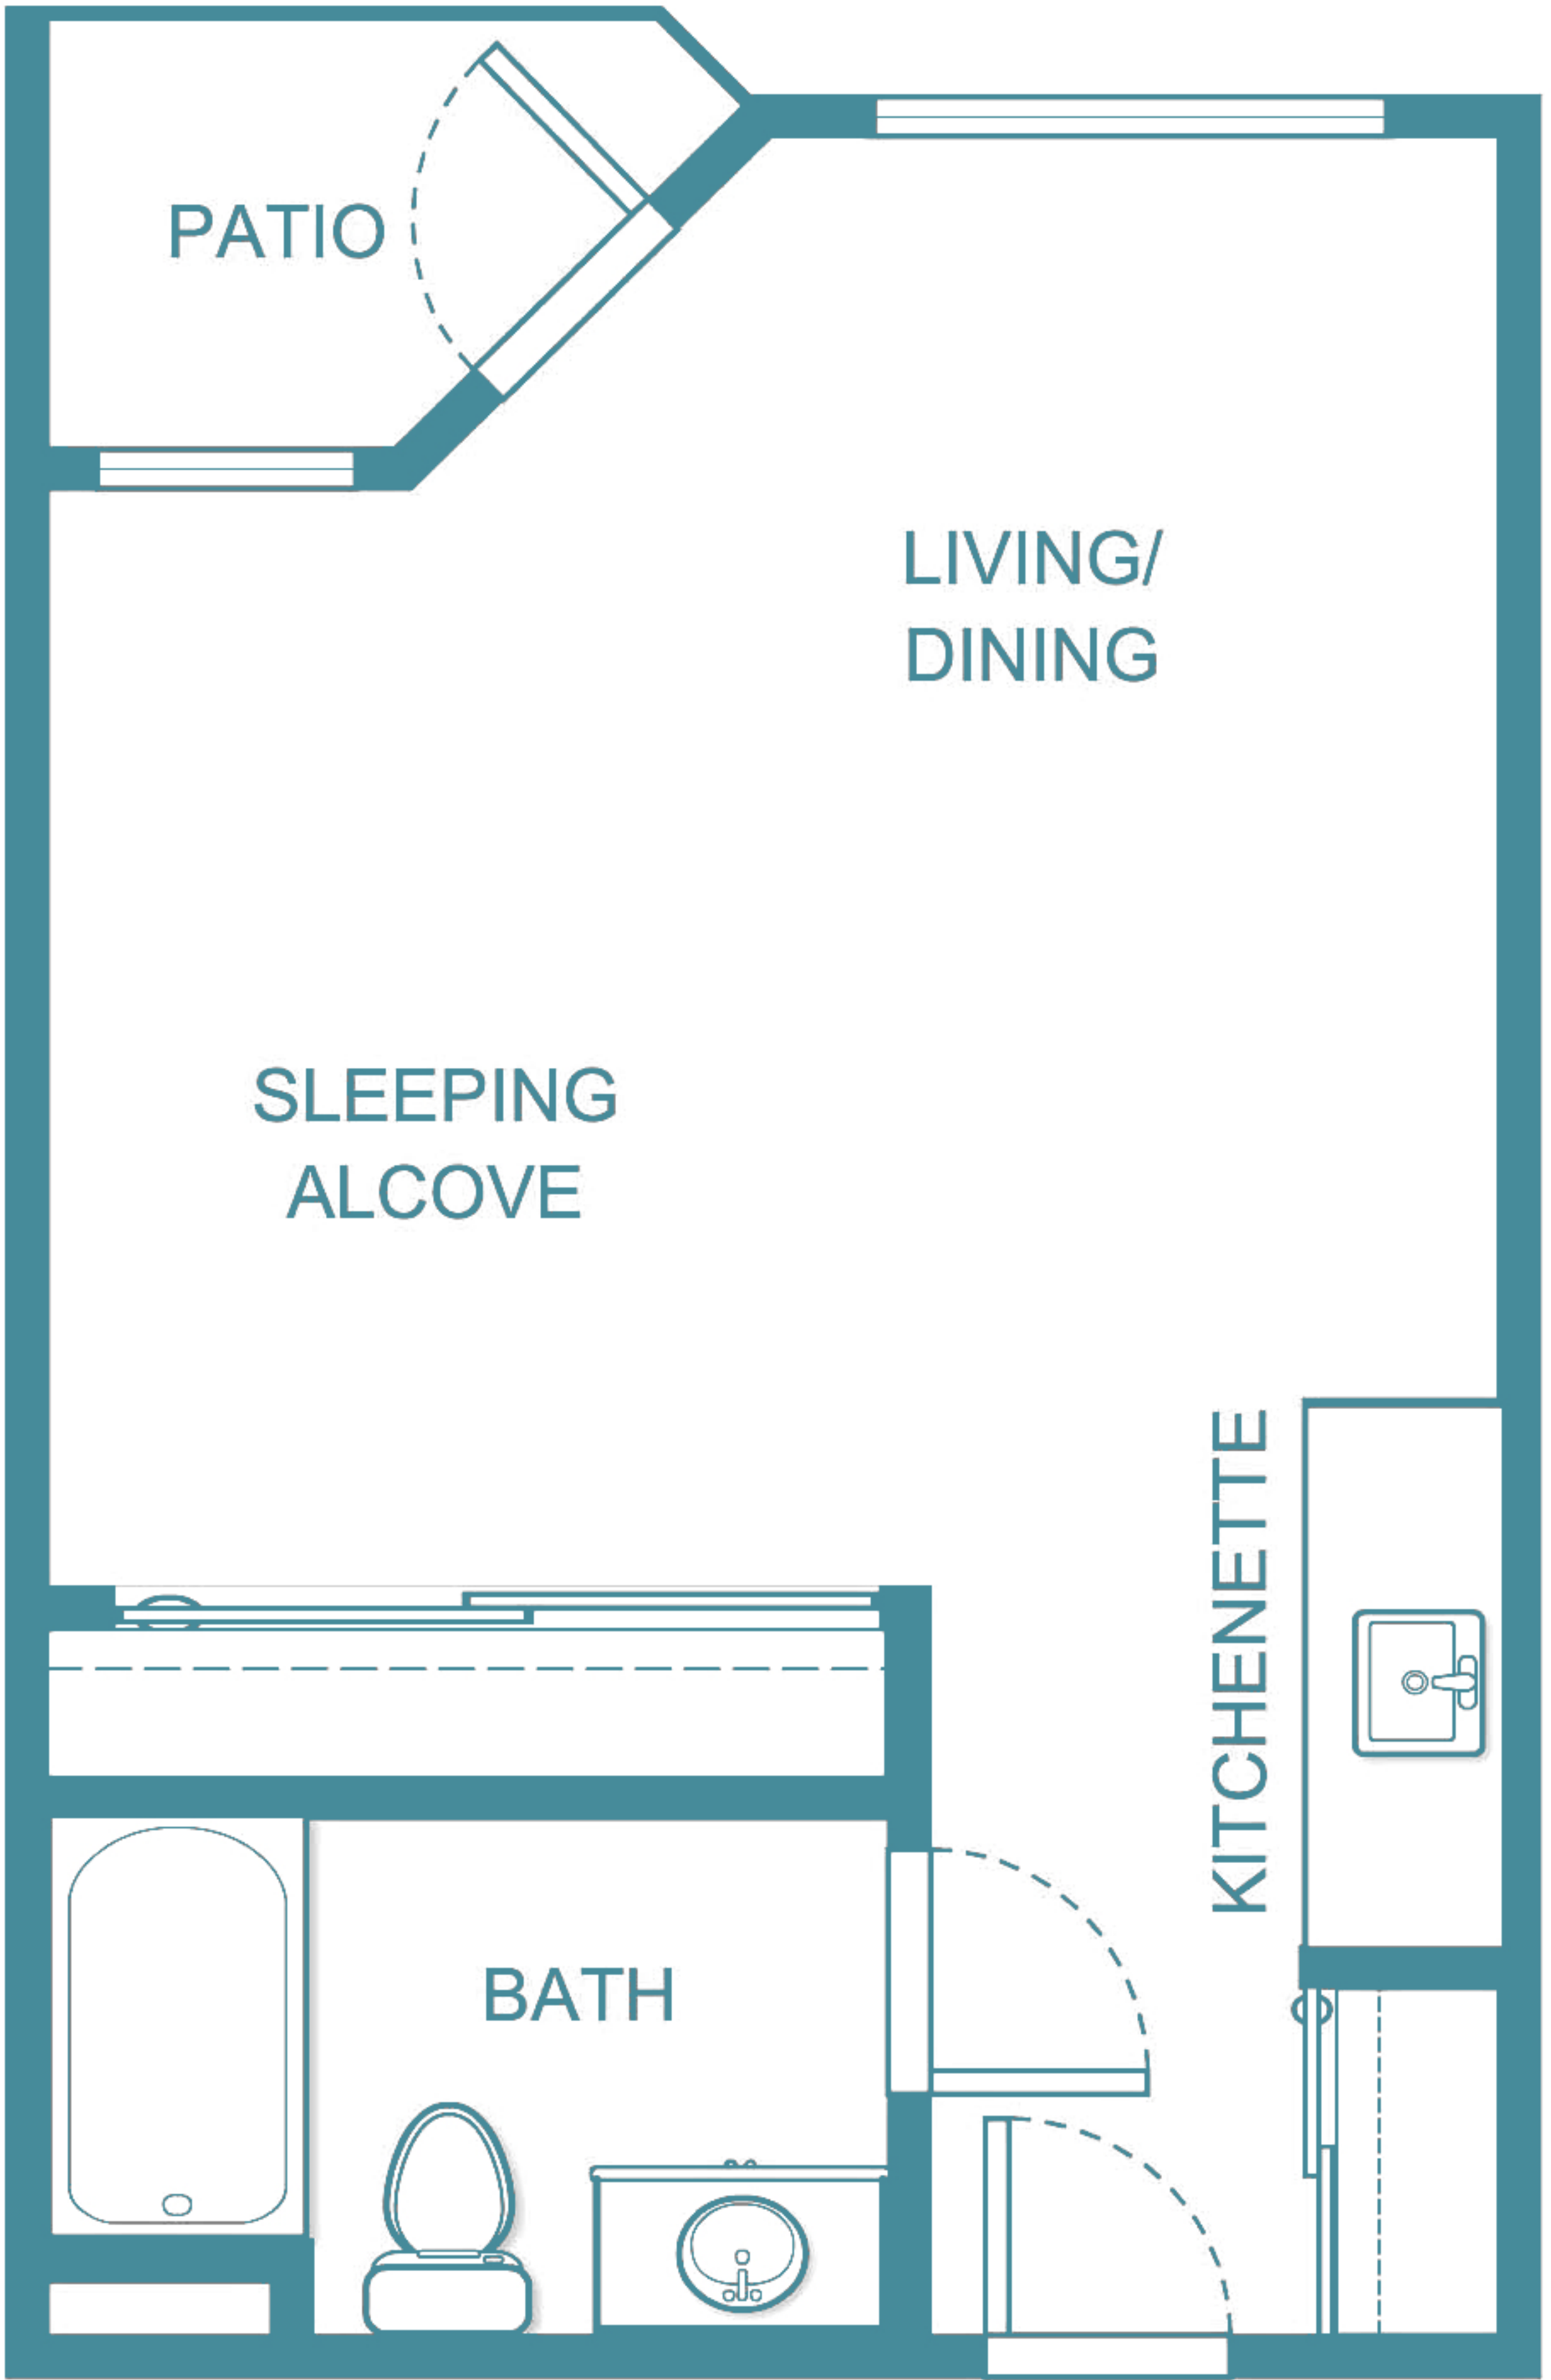 PATIO
LIVING/
DINING
SLEEPING
ALCOVE
KITCHENETTE
BATH